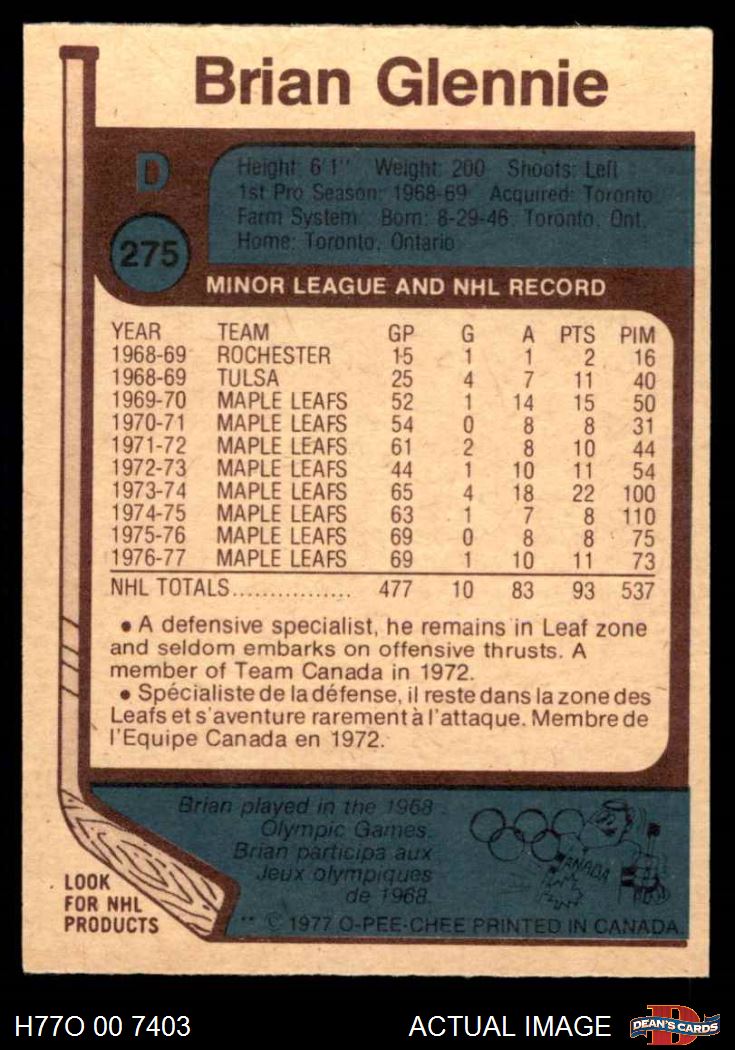 Brian Glennie
D
275
Height: 6'1" Weight: 200 Shoots: Left
1st Pro Season: 1968-69 Acquired: Toronto
Farm System Born: 8-29-46 Toronto, Ont.
Home: Toronto, Ontario
MINOR LEAGUE AND NHL RECORD
YEAR TEAM GP G A PTS PIM
1968-69 ROCHESTER 15 1 1 2 16
1968-69 TULSA 25 4 7 11 40
1969-70 MAPLE LEAFS 52 1 14 15 50
1970-71 MAPLE LEAFS 54 0 8 8 31
1971-72 MAPLE LEAFS 61 2 8 10 44
1972-73 MAPLE LEAFS 44 1 10 11 54
1973-74 MAPLE LEAFS 65 4 18 22 100
1974-75 MAPLE LEAFS 63 1 7 8 110
1975-76 MAPLE LEAFS 69 0 8 8 75
1976-77 MAPLE LEAFS 69 1 10 11 73
NHL TOTALS................ 477 10 83 93 537
• A defensive specialist, he remains in Leaf zone
and seldom embarks on offensive thrusts. A
member of Team Canada in 1972.
• Spécialiste de la défense, il reste dans la zone des
Leafs et s'aventure rarement à l'attaque. Membre de
l'Equipe Canada en 1972.
Brian played in the 1968
Olympic Games.
Brian participa aux
Jeux olympiques
de 1968.
CANADA
LOOK
FOR NHL
PRODUCTS
** © 1977 O-PEE-CHEE PRINTED IN CANADA.
H77O 00 7403 ACTUAL IMAGE
DEAN'S CARDS